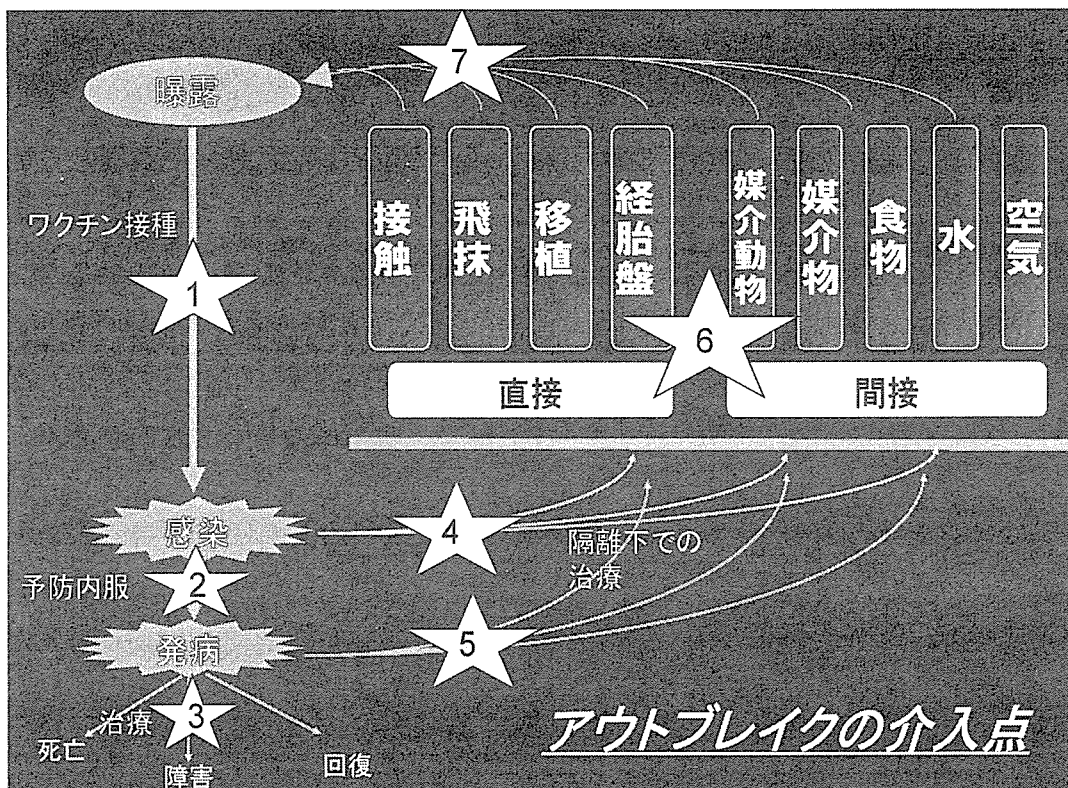 7
曝露
接触
飛抹
移植
経胎盤
媒介動物
媒介物
食物
水
空気
ワクチン接種
1
6
直接
間接
感染
4
隔離下での
治療
予防内服
2
発病
5
治療
3
死亡
障害
回復
アウトブレイクの介入点